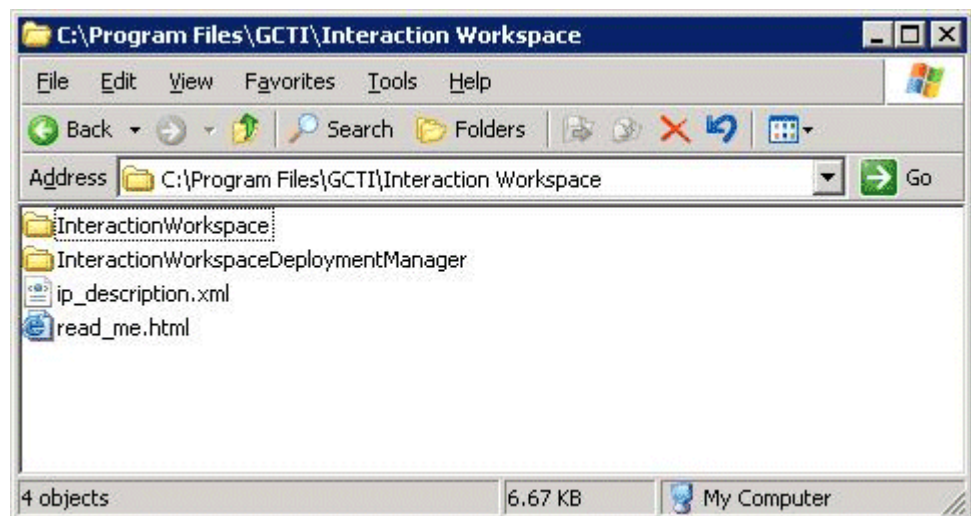 C:\Program Files\GCTI\Interaction Workspace
File Edit View Favorites Tools Help
Back Search Folders
Address C:\Program Files\GCTI\Interaction Workspace Go
InteractionWorkspace
InteractionWorkspaceDeploymentManager
ip_description.xml
read_me.html
4 objects 6.67 KB My Computer